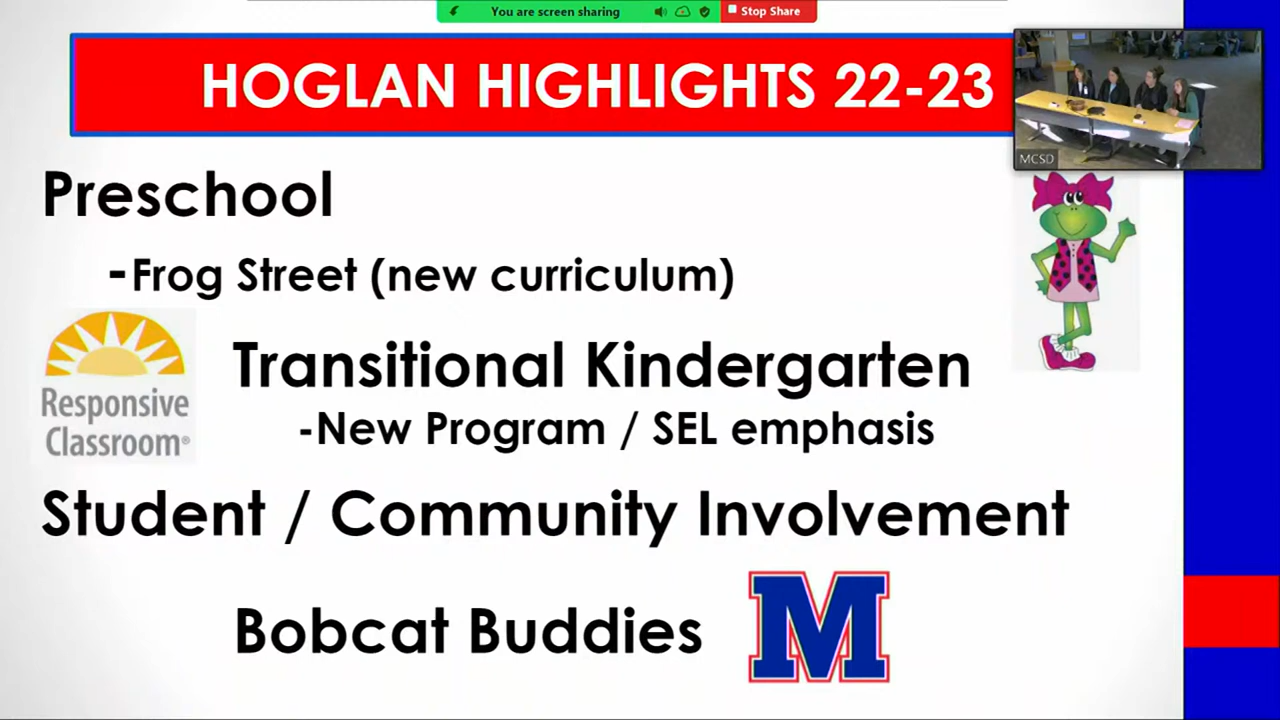 You are screen sharing Stop Share
HOGLAN HIGHLIGHTS 22-23
MCSD
Preschool
-Frog Street (new curriculum)
Responsive
Classroom®
Transitional Kindergarten
-New Program / SEL emphasis
Student / Community Involvement
Bobcat Buddies
M